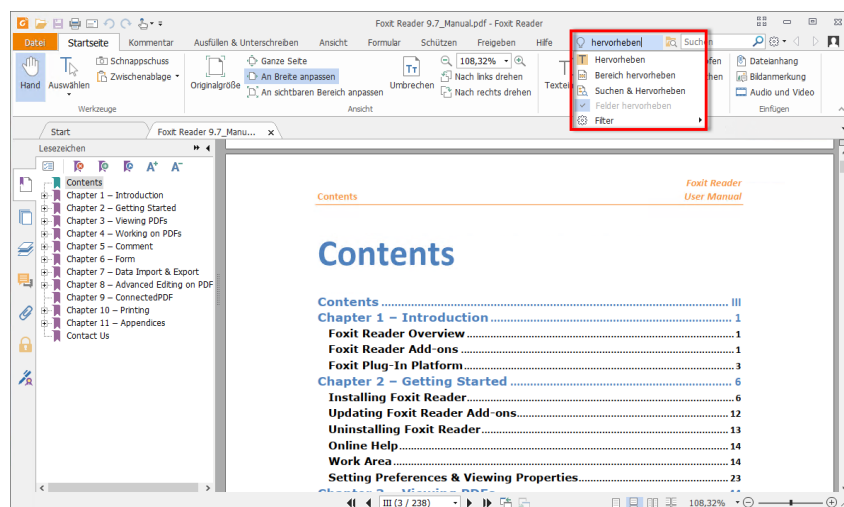 Foxit Reader 9.7_Manual.pdf - Foxit Reader
Datei Startseite Kommentar Ausfüllen & Unterschreiben Ansicht Formular Schützen Freigeben Hilfe hervorheben Suchen
Hand
Auswählen
Schnappschuss
Zwischenablage
Werkzeuge
Originalgröße
Ganze Seite
An Breite anpassen
An sichtbaren Bereich anpassen
Umbrechen
108,32%
Nach links drehen
Nach rechts drehen
Ansicht
Hervorheben
Bereich hervorheben
Suchen & Hervorheben
Felder hervorheben
Filter
Dateianhang
Bildanmerkung
Audio und Video
Einfügen
Start
Foxit Reader 9.7_Manu... x
Lesezeichen
Contents
Chapter 1 – Introduction
Chapter 2 – Getting Started
Chapter 3 – Viewing PDFs
Chapter 4 – Working on PDFs
Chapter 5 – Comment
Chapter 6 – Form
Chapter 7 – Data Import & Export
Chapter 8 – Advanced Editing on PDF
Chapter 9 – ConnectedPDF
Chapter 10 – Printing
Chapter 11 – Appendices
Contact Us
Foxit Reader
Contents User Manual
Contents
Contents ........ III
Chapter 1 – Introduction ........ 1
Foxit Reader Overview ........ 1
Foxit Reader Add-ons ........ 1
Foxit Plug-In Platform ........ 3
Chapter 2 – Getting Started ........ 6
Installing Foxit Reader ........ 6
Updating Foxit Reader Add-ons ........ 12
Uninstalling Foxit Reader ........ 13
Online Help ........ 14
Work Area ........ 14
Setting Preferences & Viewing Properties ........ 23
III (3 / 238) 108,32%